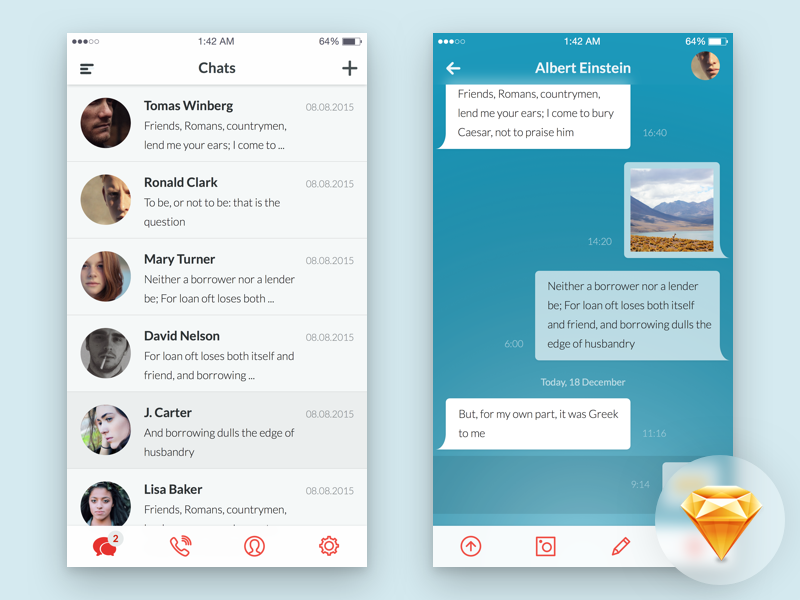 1:42 AM 64%
Chats
Tomas Winberg 08.08.2015
Friends, Romans, countrymen,
lend me your ears; I come to ...
Ronald Clark 08.08.2015
To be, or not to be: that is the
question
Mary Turner 08.08.2015
Neither a borrower nor a lender
be; For loan oft loses both ...
David Nelson 08.08.2015
For loan oft loses both itself and
friend, and borrowing ...
J. Carter 08.08.2015
And borrowing dulls the edge of
husbandry
Lisa Baker 08.08.2015
Friends, Romans, countrymen,
2
1:42 AM 64%
Albert Einstein
Friends, Romans, countrymen,
lend me your ears; I come to bury
Caesar, not to praise him
16:40
14:20
Neither a borrower nor a lender
be; For loan oft loses both itself
and friend, and borrowing dulls the
edge of husbandry
6:00
Today, 18 December
But, for my own part, it was Greek
to me
11:16
9:14